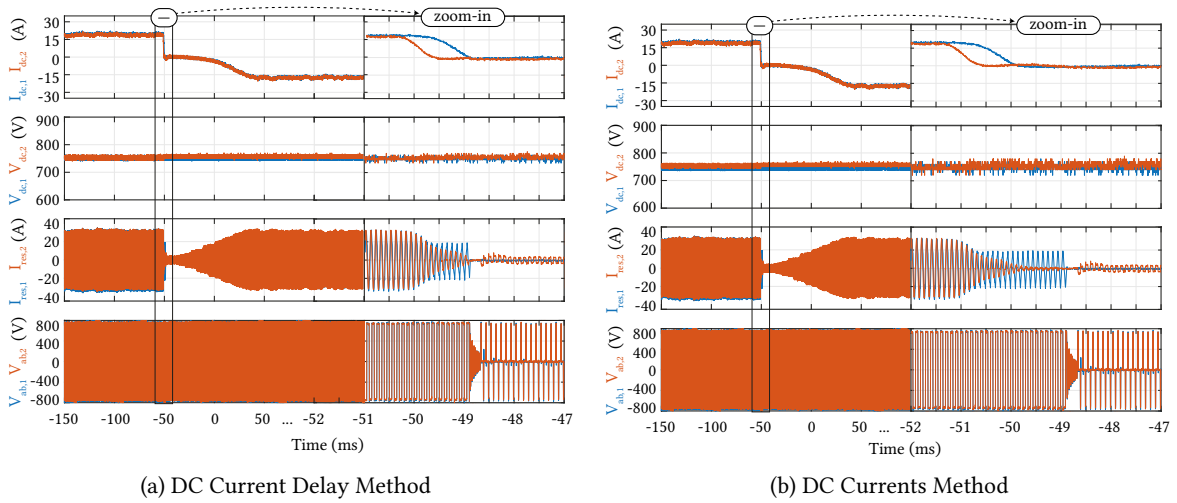 — zoom-in
I_dc,1 I_dc,2 (A)
30
15
0
-15
30
V_dc,1 V_dc,2 (V)
900
800
700
600
I_res,1 I_res,2 (A)
40
20
0
-20
-40
V_ab,1 V_ab,2 (V)
800
400
0
-400
-800
-150 -100 -50 0 50 ... -52 -51 -50 -49 -48 -47
Time (ms)
(a) DC Current Delay Method
— zoom-in
I_dc,1 I_dc,2 (A)
30
15
0
-15
-30
V_dc,1 V_dc,2 (V)
900
800
700
600
I_res,1 I_res,2 (A)
40
20
0
-20
-40
V_ab,1 V_ab,2 (V)
800
400
0
-400
-800
-150 -100 -50 0 50 ... -52 -51 -49 -48 -47
Time (ms)
(b) DC Currents Method